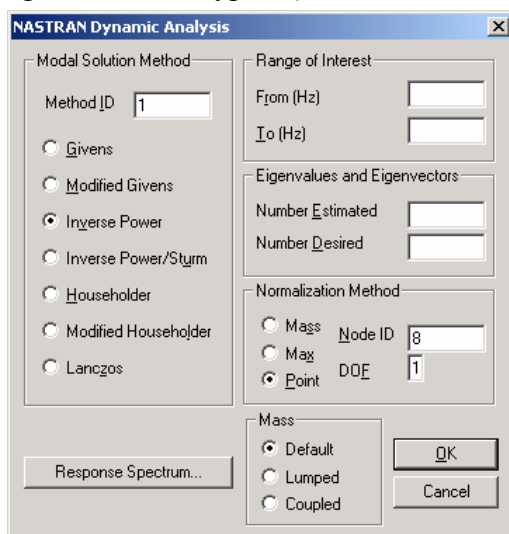 NASTRAN Dynamic Analysis
Modal Solution Method
Method ID 1
Givens
Modified Givens
Inverse Power
Inverse Power/Sturm
Householder
Modified Householder
Lanczos
Response Spectrum...
Range of Interest
From (Hz)
To (Hz)
Eigenvalues and Eigenvectors
Number Estimated
Number Desired
Normalization Method
Mass
Max
Point
Node ID 8
DOF 1
Mass
Default
Lumped
Coupled
OK
Cancel